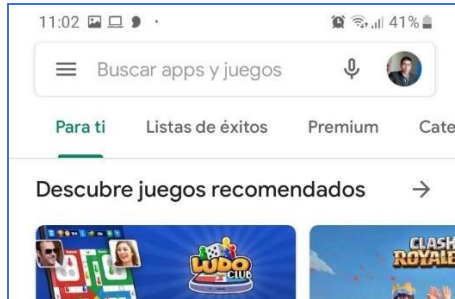 11:02 41%
Buscar apps y juegos
Para ti Listas de éxitos Premium Cate
Descubre juegos recomendados
LUDO
CLUB
CLASH
ROYALE